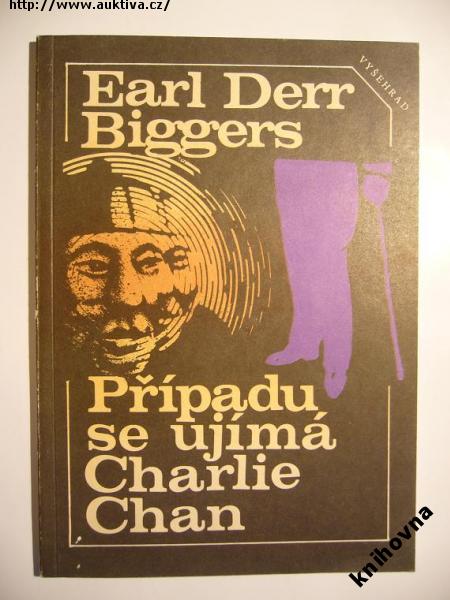 http://www.auktiva.cz/
VYŠEHRAD
Earl Derr
Biggers
Případu
se ujímá
Charlie
Chan
knihovna